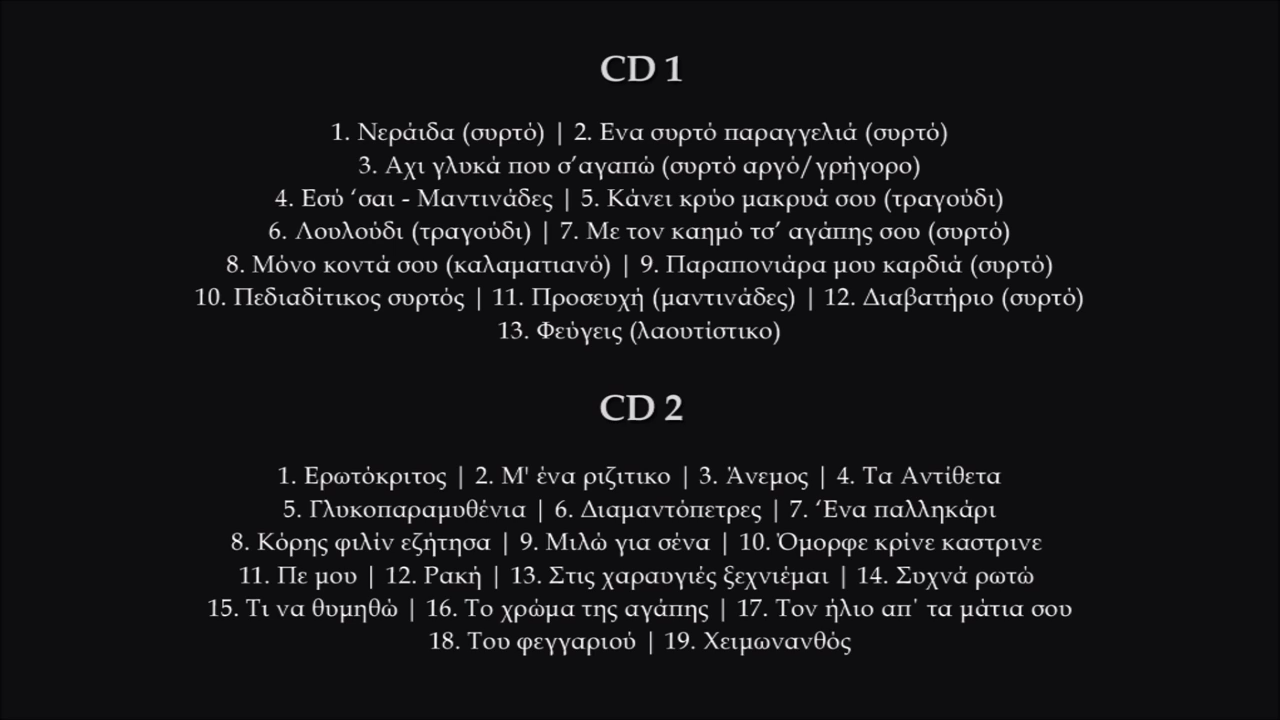 CD 1
1. Νεράιδα (συρτό) | 2. Ενα συρτό παραγγελιά (συρτό)
3. Αχι γλυκά που σ’αγαπώ (συρτό αργό/γρήγορο)
4. Εσύ ‘σαι - Μαντινάδες | 5. Κάνει κρύο μακρυά σου (τραγούδι)
6. Λουλούδι (τραγούδι) | 7. Με τον καημό τσ’ αγάπης σου (συρτό)
8. Μόνο κοντά σου (καλαματιανό) | 9. Παραπονιάρα μου καρδιά (συρτό)
10. Πεδιαδίτικος συρτός | 11. Προσευχή (μαντινάδες) | 12. Διαβατήριο (συρτό)
13. Φεύγεις (λαουτίστικο)
CD 2
1. Ερωτόκριτος | 2. Μ' ένα ριζιτικο | 3. Άνεμος | 4. Τα Αντίθετα
5. Γλυκοπαραμυθένια | 6. Διαμαντόπετρες | 7. ‘Ενα παλληκάρι
8. Κόρης φιλίν εζήτησα | 9. Μιλώ για σένα | 10. Όμορφε κρίνε καστρινε
11. Πε μου | 12. Ρακή | 13. Στις χαραυγιές ξεχνιέμαι | 14. Συχνά ρωτώ
15. Τι να θυμηθώ | 16. Το χρώμα της αγάπης | 17. Τον ήλιο απ΄ τα μάτια σου
18. Του φεγγαριού | 19. Χειμωνανθός